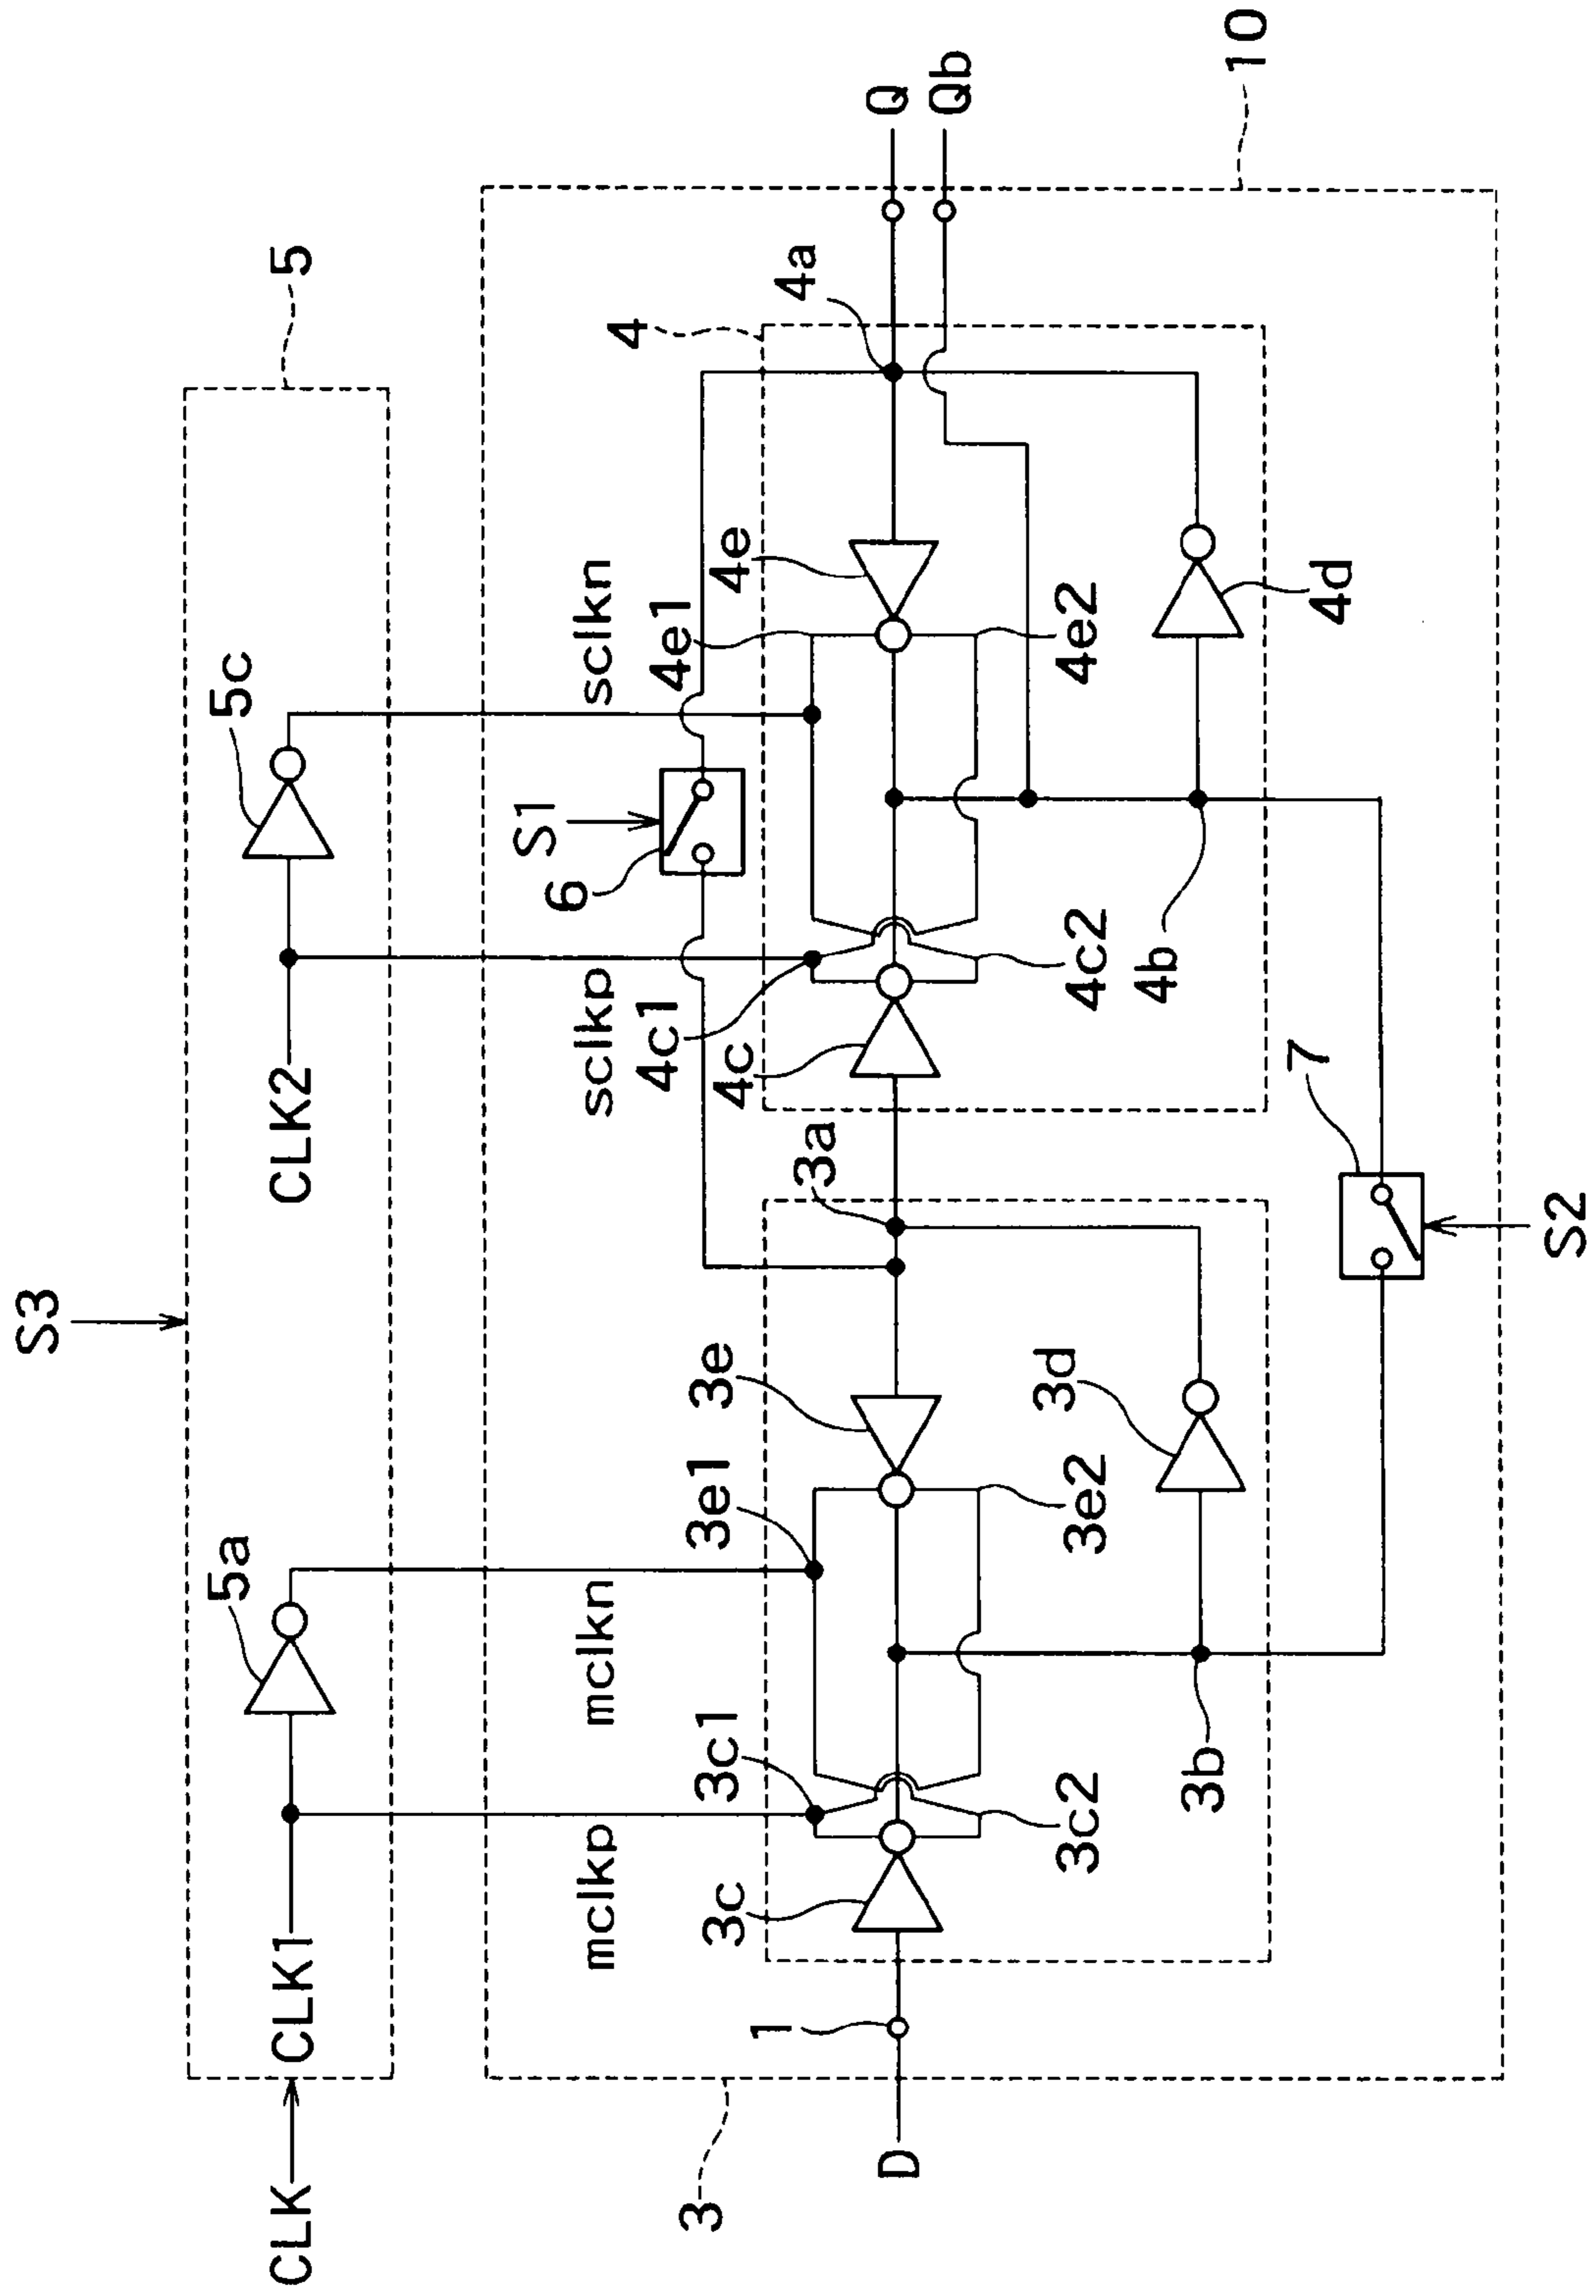 S3
CLK
CLK1
5a
CLK2
5c
5
mclkp
mclkn
sclkp
sclkn
S1
6
3
4
10
3c1
3e1
3c
3e
3a
4c1
4c
4e1
4e
4a
D
1
Q
Qb
3c2
3e2
3d
3b
4c2
4e2
4b
4d
7
S2